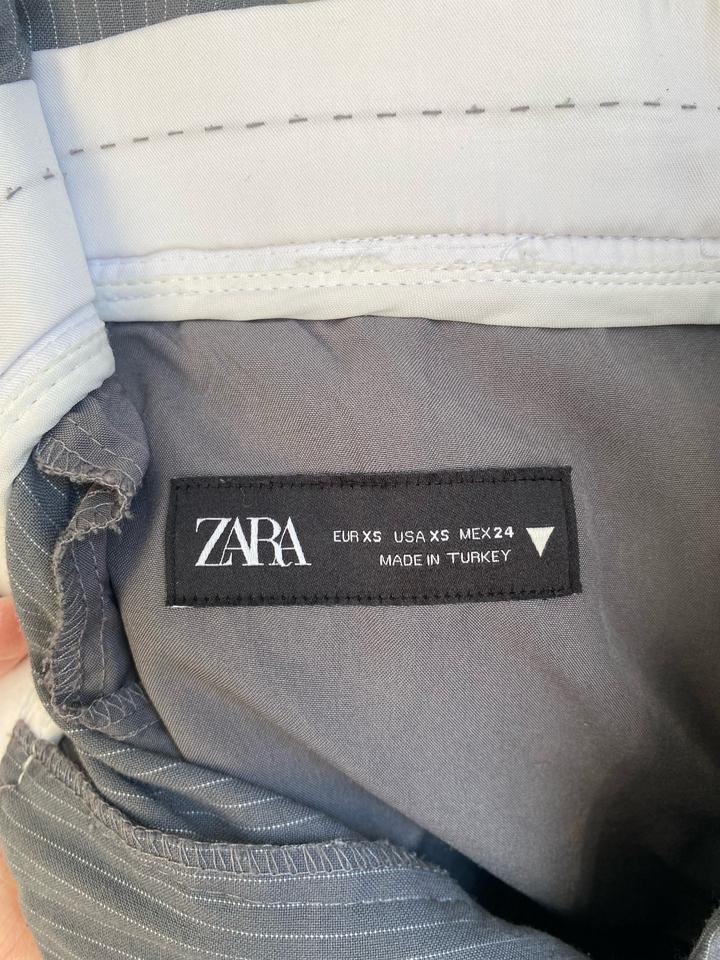 ZARA
EUR XS USA XS MEX 24
MADE IN TURKEY